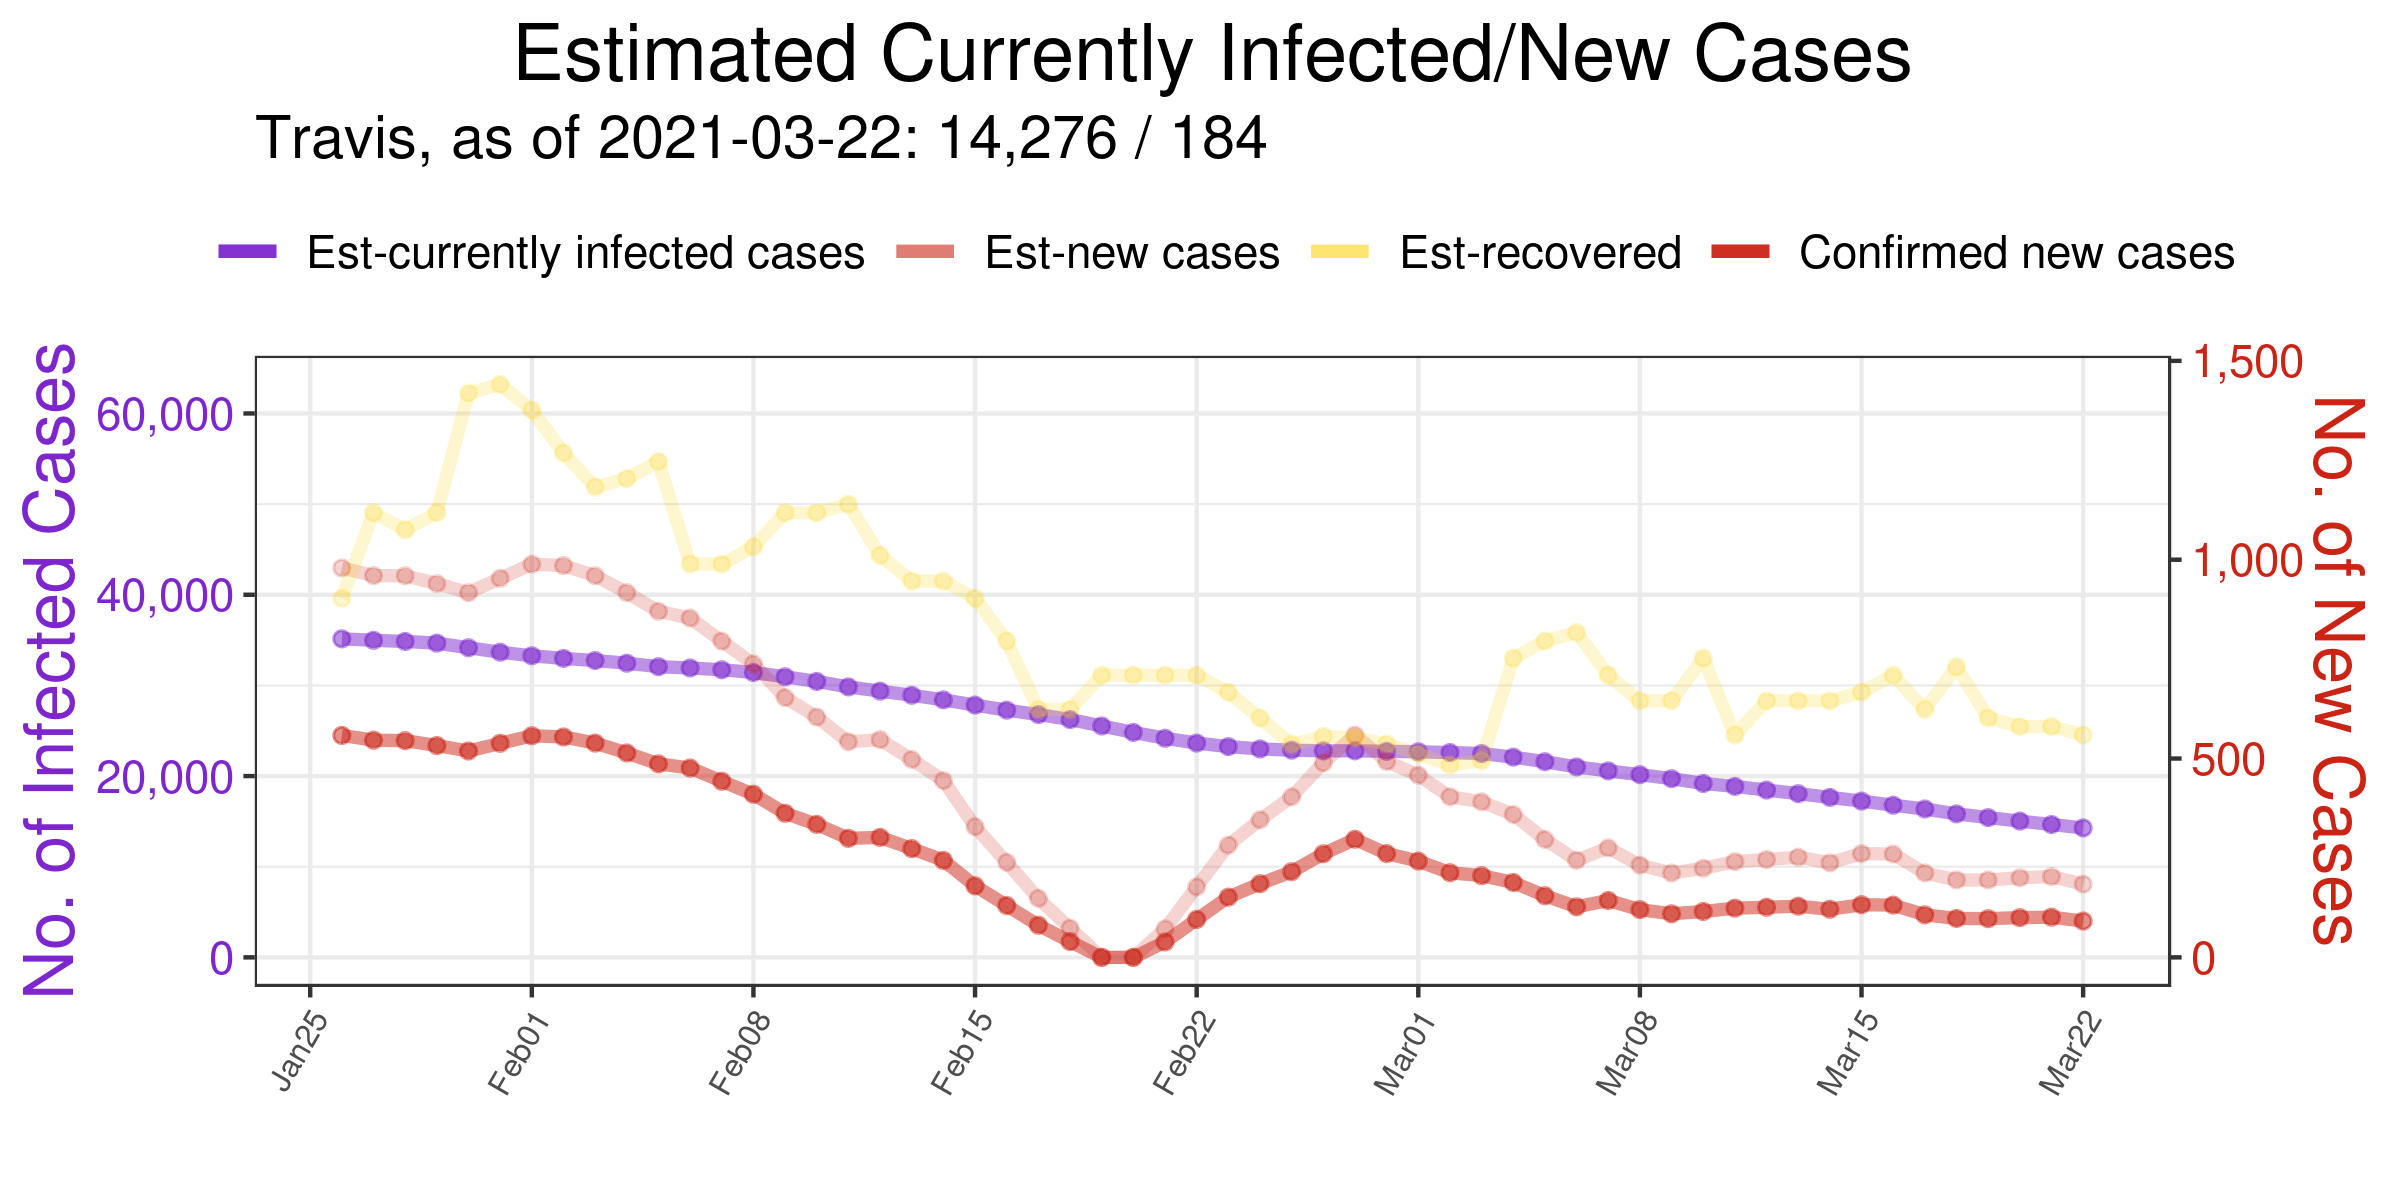 Estimated Currently Infected/New Cases
Travis, as of 2021-03-22: 14,276 / 184
Est-currently infected cases Est-new cases Est-recovered Confirmed new cases
No. of Infected Cases
60,000
40,000
20,000
0
1,500
1,000
500
0
No. of New Cases
Jan25 Feb01 Feb08 Feb15 Feb22 Mar01 Mar08 Mar15 Mar22